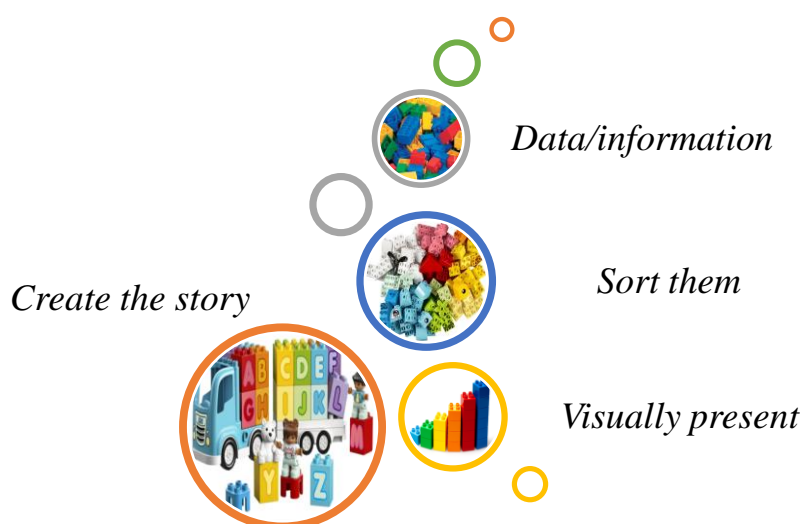 Data/information
Sort them
Create the story
Visually present
A B C D E F
G H I J K L
M
Y Z